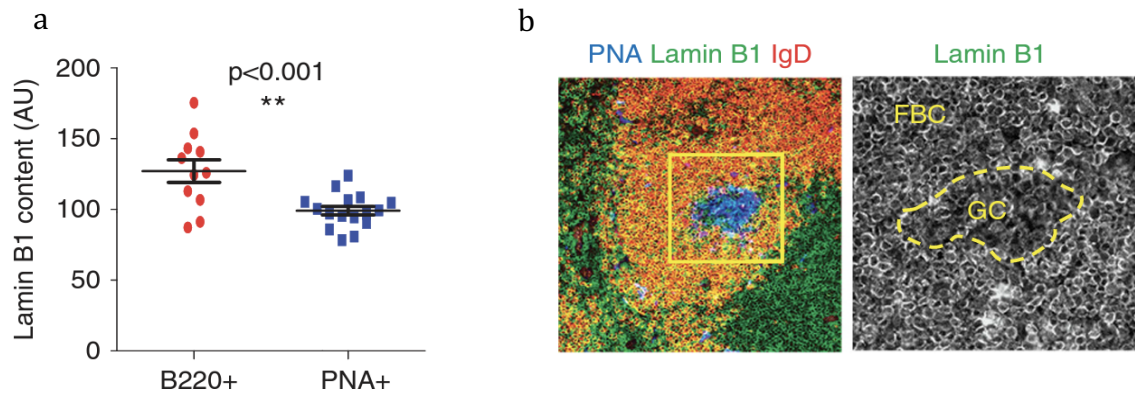 a
Lamin B1 content (AU)
200
150
100
50
0
p<0.001
**
B220+
PNA+
b
PNA Lamin B1 IgD
Lamin B1
FBC
GC